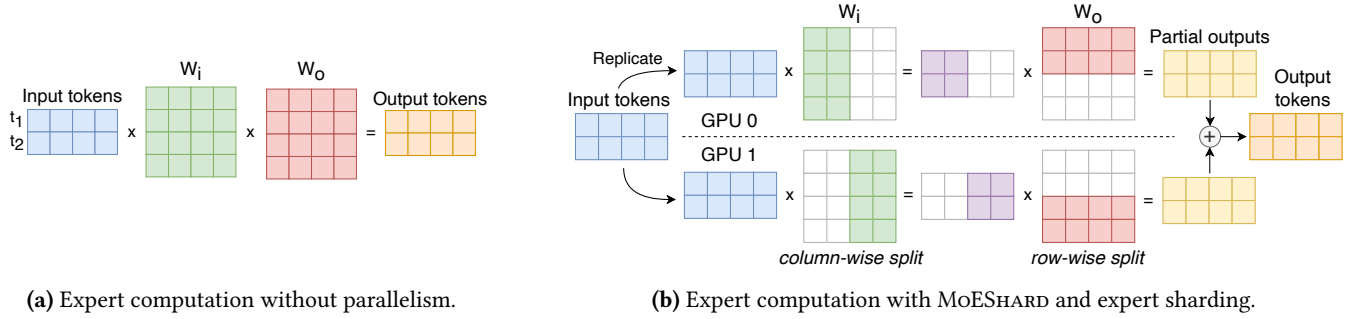 Input tokens
t1
t2
x
Wi
x
Wo
=
Output tokens
(a) Expert computation without parallelism.
Replicate
Input tokens
GPU 0
GPU 1
x
Wi
=
x
Wo
=
Partial outputs
Output
tokens
+
x
=
x
=
column-wise split
row-wise split
(b) Expert computation with MOESHARD and expert sharding.